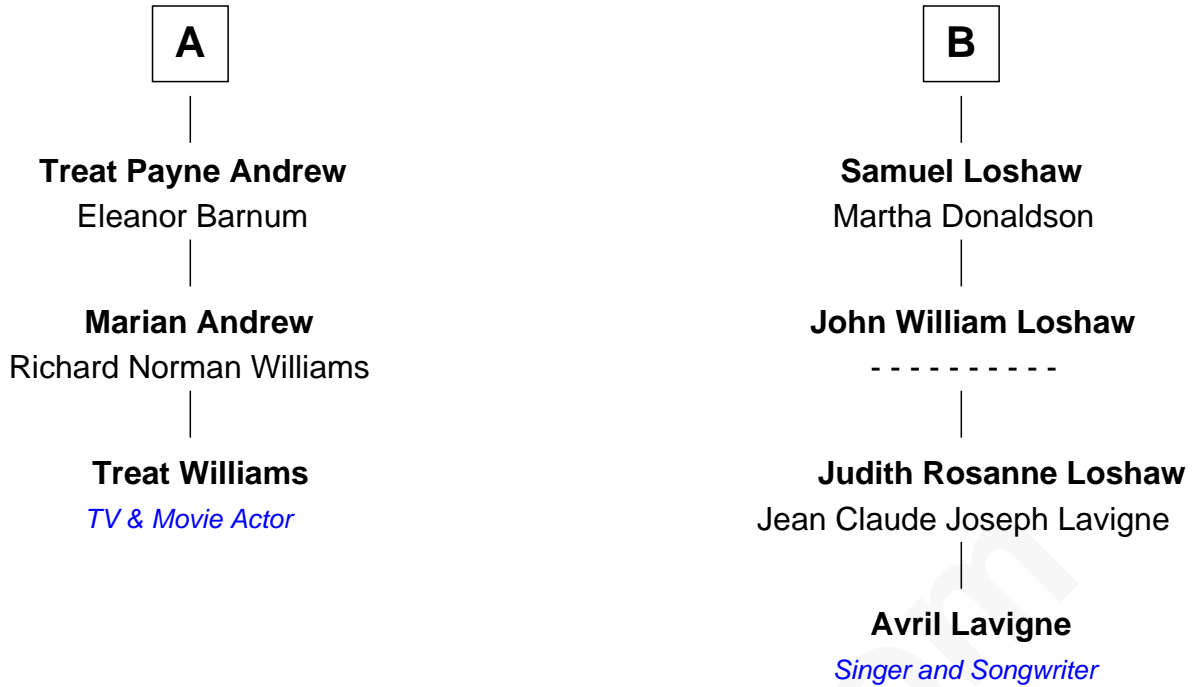 A
Treat Payne Andrew
Eleanor Barnum
Marian Andrew
Richard Norman Williams
Treat Williams
TV & Movie Actor
B
Samuel Loshaw
Martha Donaldson
John William Loshaw
- - - - - - - - - -
Judith Rosanne Loshaw
Jean Claude Joseph Lavigne
Avril Lavigne
Singer and Songwriter